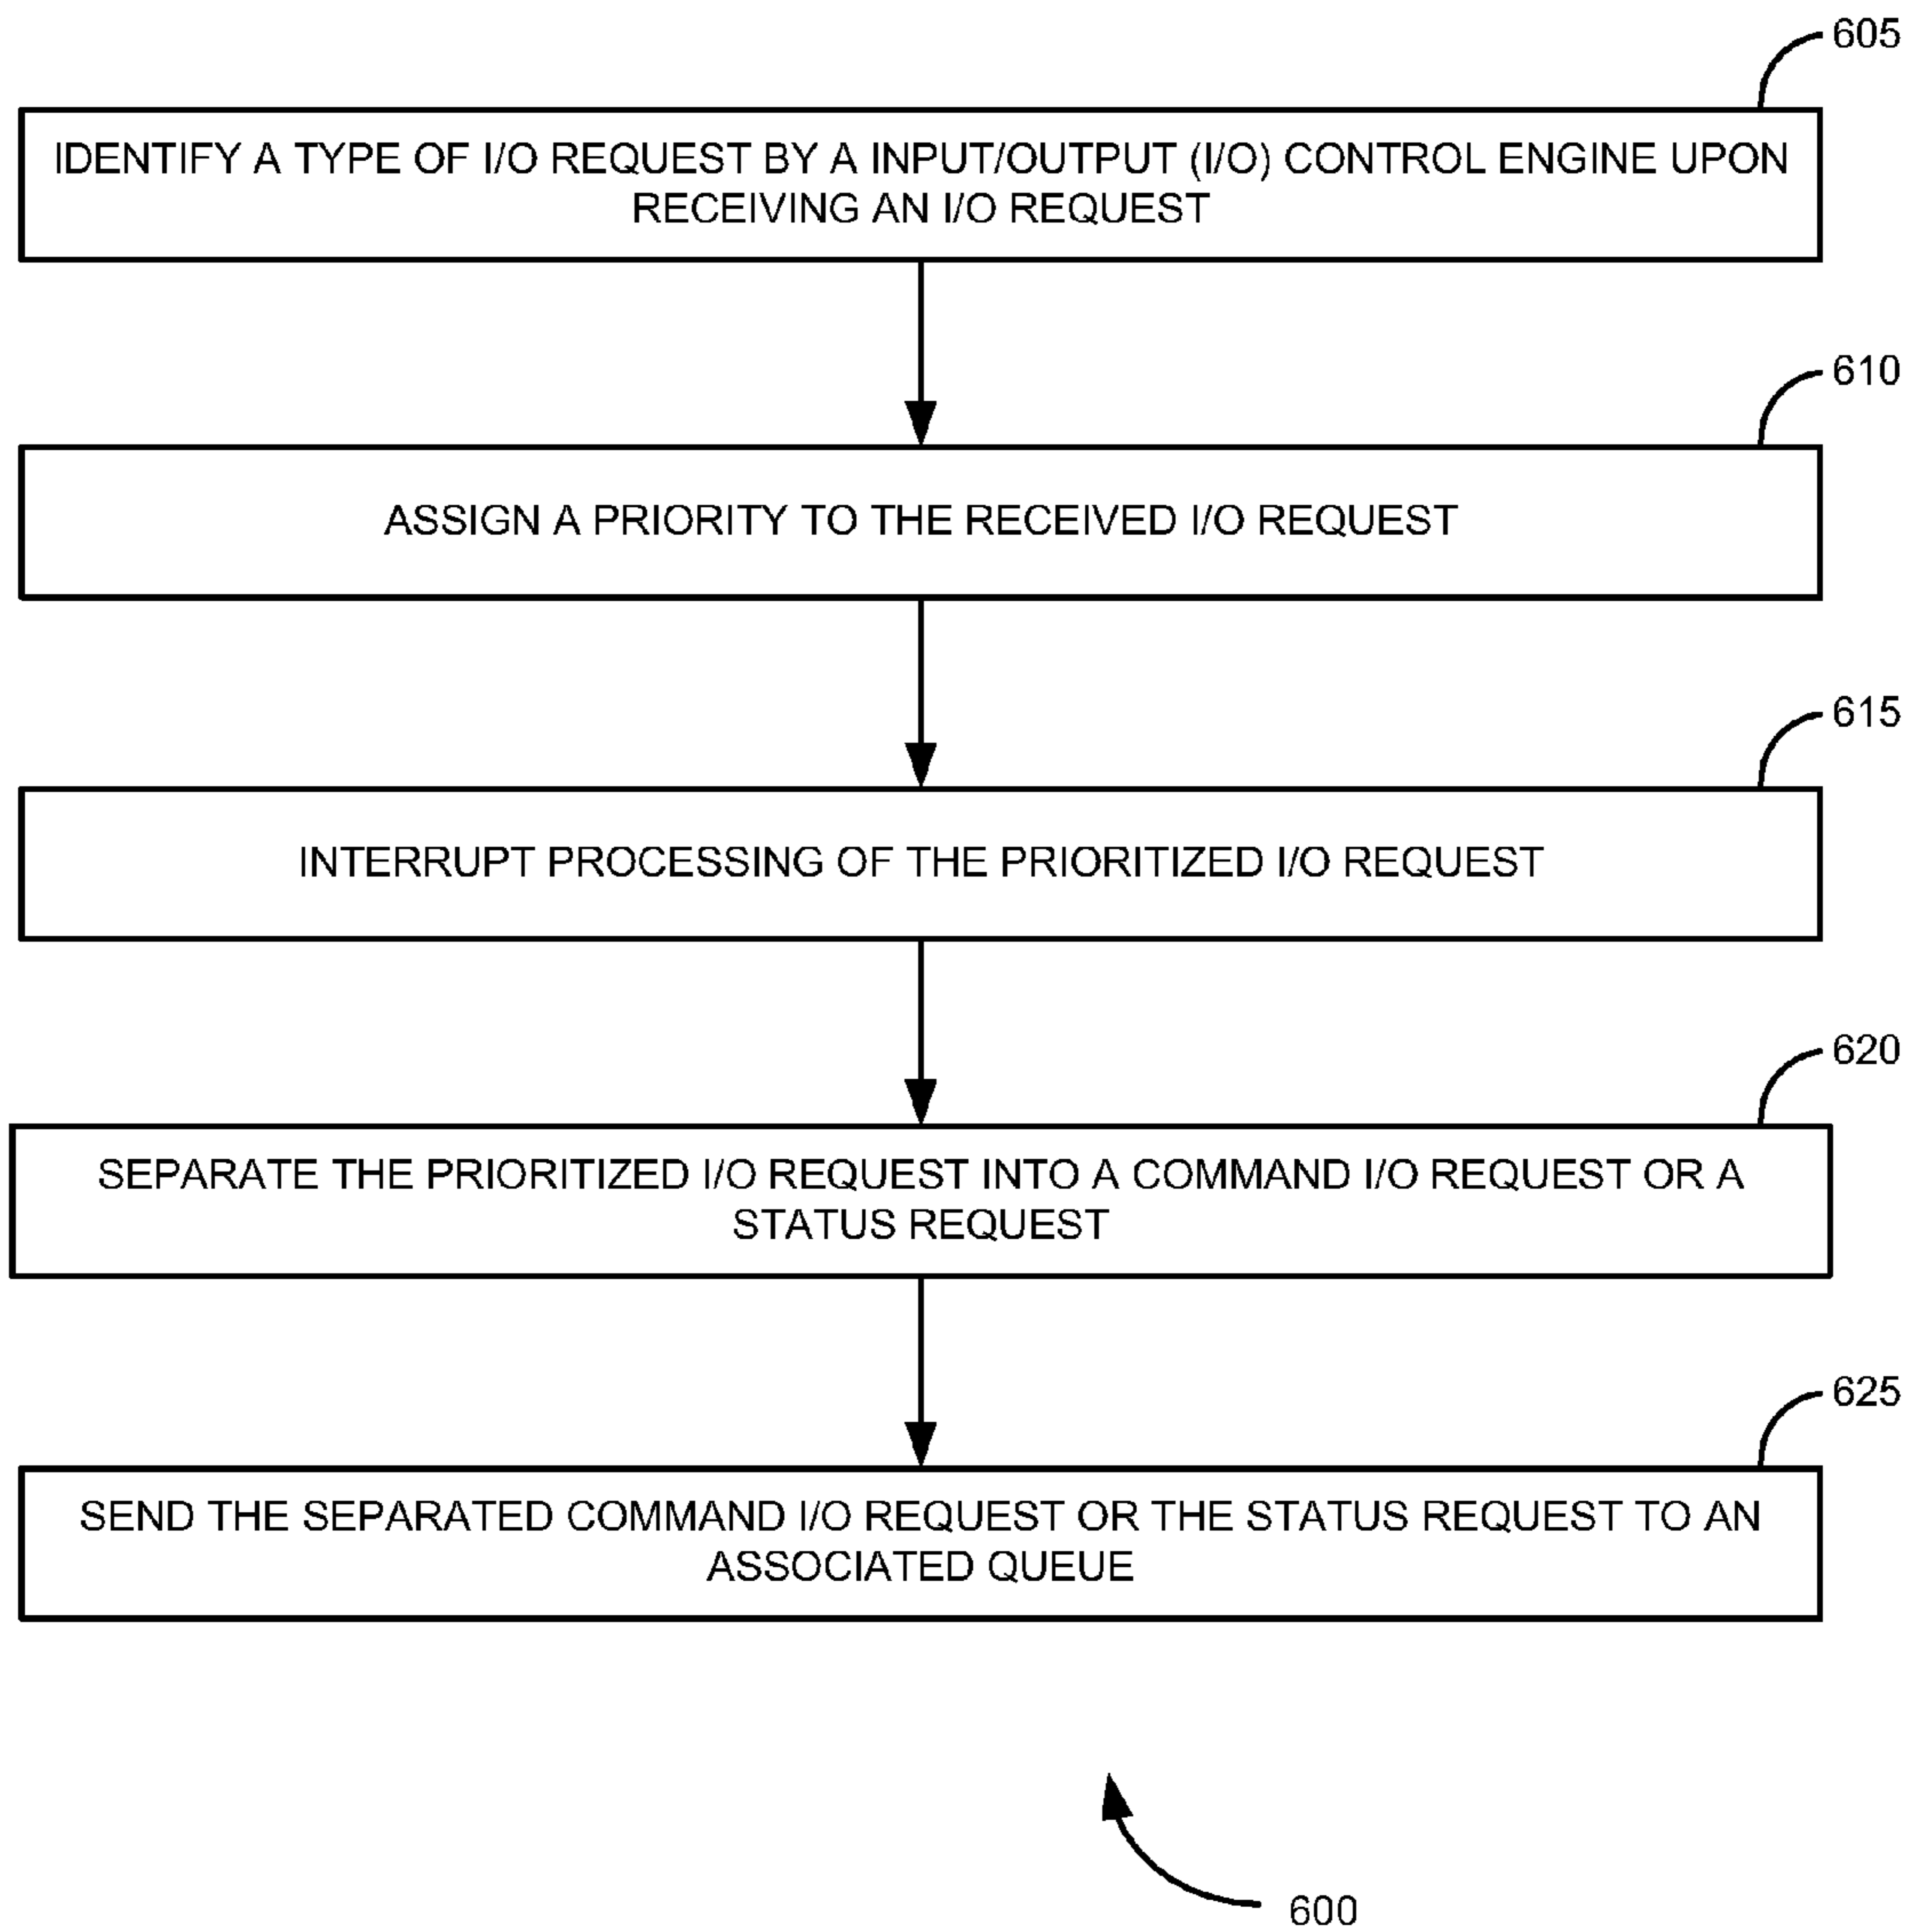 605
IDENTIFY A TYPE OF I/O REQUEST BY A INPUT/OUTPUT (I/O) CONTROL ENGINE UPON
RECEIVING AN I/O REQUEST
610
ASSIGN A PRIORITY TO THE RECEIVED I/O REQUEST
615
INTERRUPT PROCESSING OF THE PRIORITIZED I/O REQUEST
620
SEPARATE THE PRIORITIZED I/O REQUEST INTO A COMMAND I/O REQUEST OR A
STATUS REQUEST
625
SEND THE SEPARATED COMMAND I/O REQUEST OR THE STATUS REQUEST TO AN
ASSOCIATED QUEUE
600